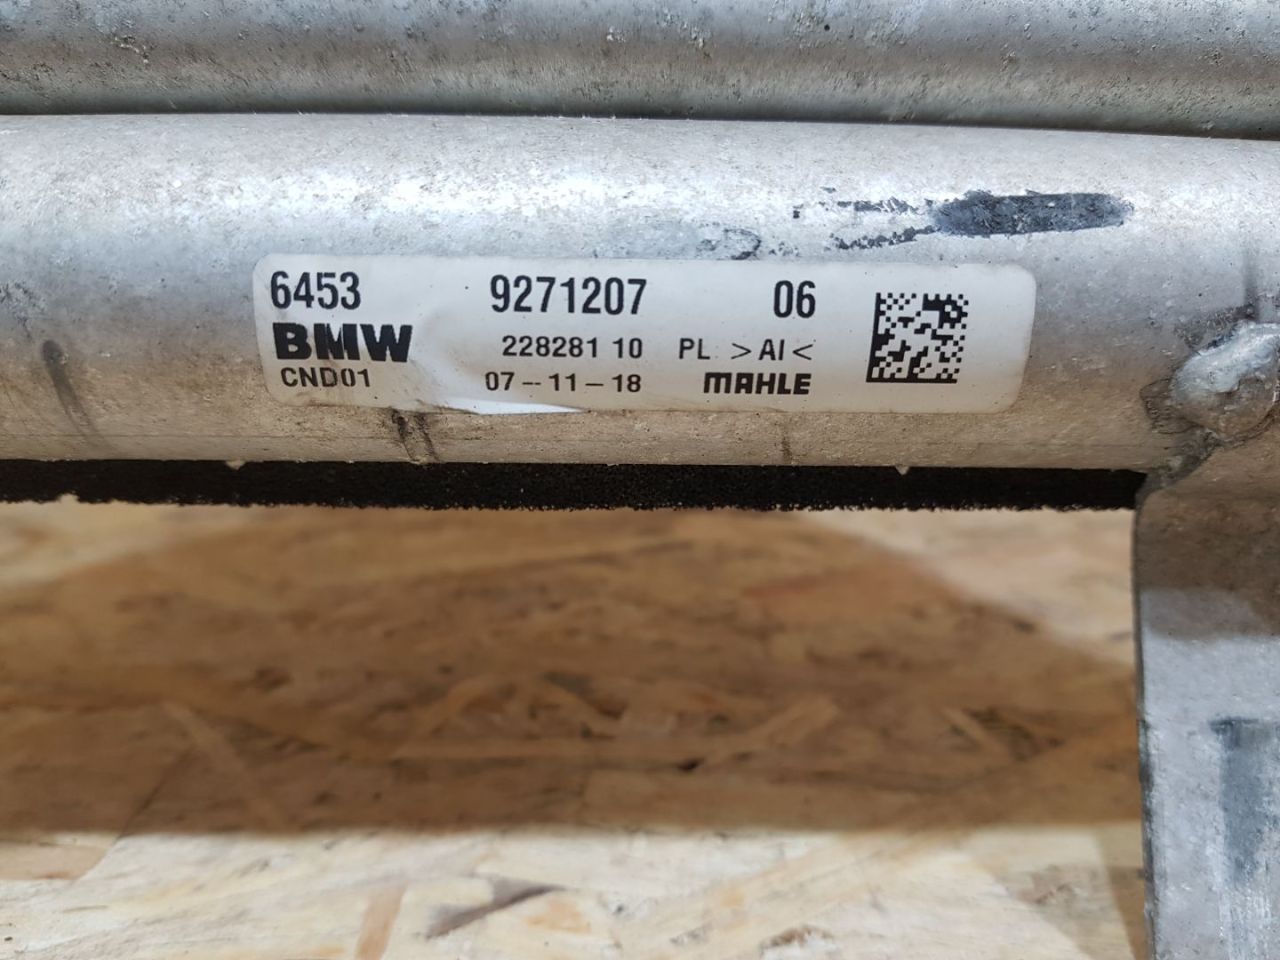 6453 9271207 06
BMW 228281 10 PL >Al<
CND01 07-11-18 MAHLE